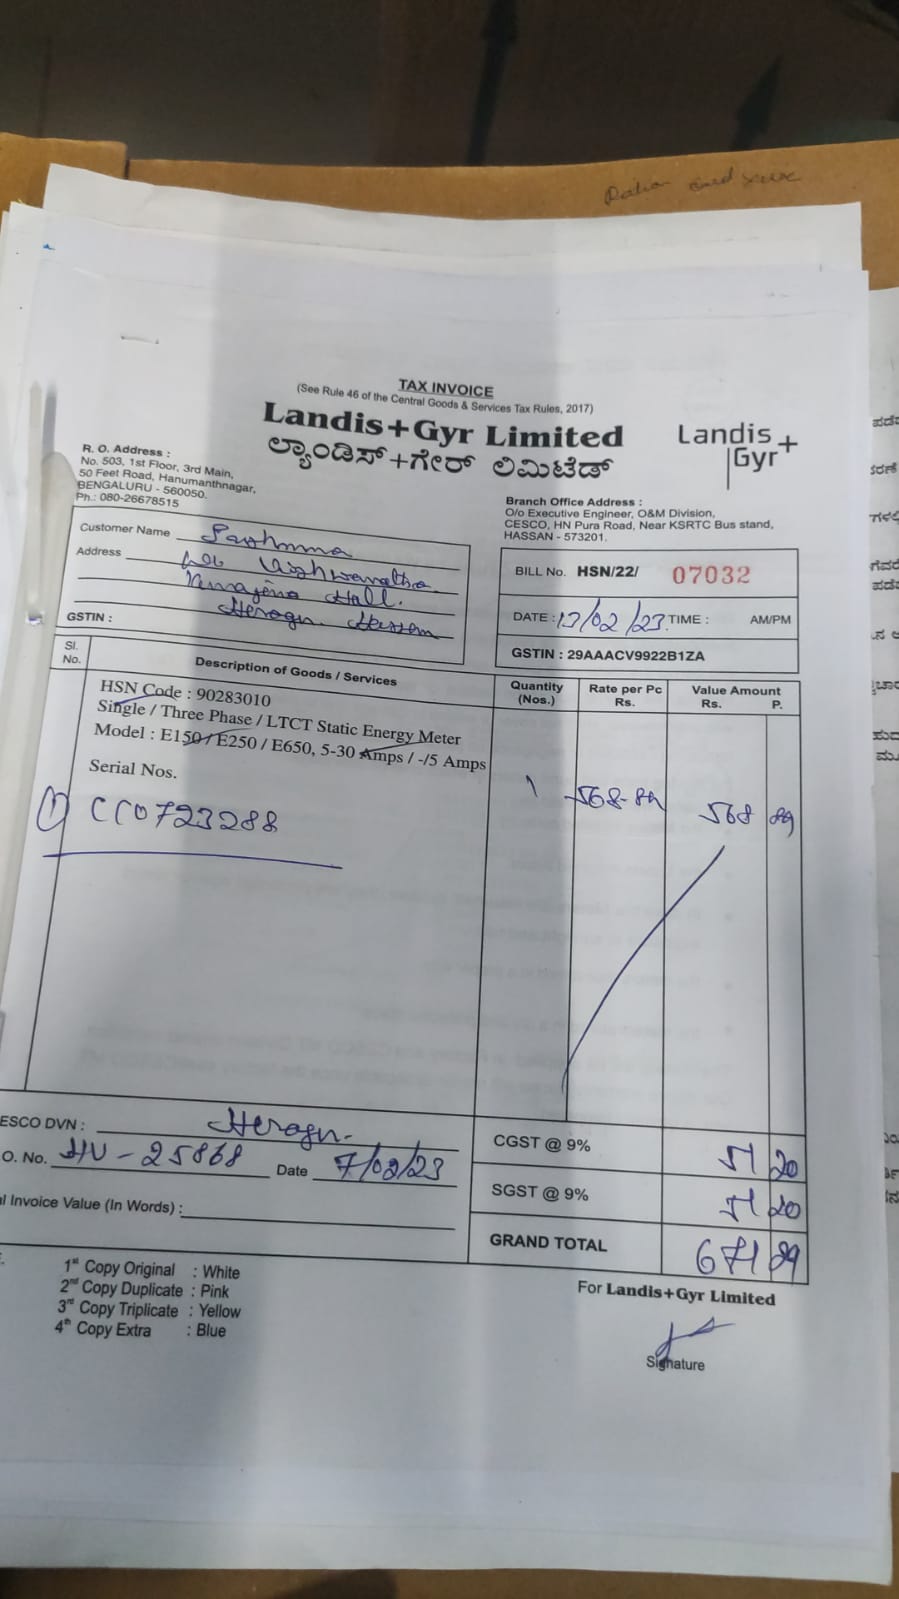 TAX INVOICE
(See Rule 46 of the Central Goods & Services Tax Rules, 2017)
Landis+Gyr Limited
ಲ್ಯಾಂಡಿಸ್+ಗೇರ್ ಲಿಮಿಟೆಡ್
Landis+
Gyr+
R. O. Address :
No. 503, 1st Floor, 3rd Main,
50 Feet Road, Hanumanthnagar,
BENGALURU - 560050.
Ph.: 080-26678515
Branch Office Address :
O/o Executive Engineer, O&M Division,
CESCO, HN Pura Road, Near KSRTC Bus stand,
HASSAN - 573201.
Customer Name
Address
Hall.
GSTIN :
BILL No. HSN/22/ 07032
DATE : 13/02/23. TIME : AM/PM
GSTIN : 29AAACV9922B1ZA
Sl. No. Description of Goods / Services Quantity (Nos.) Rate per Pc Rs. Value Amount Rs. P.
HSN Code : 90283010
Single / Three Phase / LTCT Static Energy Meter
Model : E150 / E250 / E650, 5-30 Amps / -/5 Amps
Serial Nos.
1 568-89 568 89
1 CC0723288
ESCO DVN :
O. No. HU - 25868 Date 7/02/23
l Invoice Value (In Words) :
CGST @ 9% 51 20
SGST @ 9% 51 20
GRAND TOTAL 671 29
1st Copy Original : White
2nd Copy Duplicate : Pink
3rd Copy Triplicate : Yellow
4th Copy Extra : Blue
For Landis+Gyr Limited
Signature